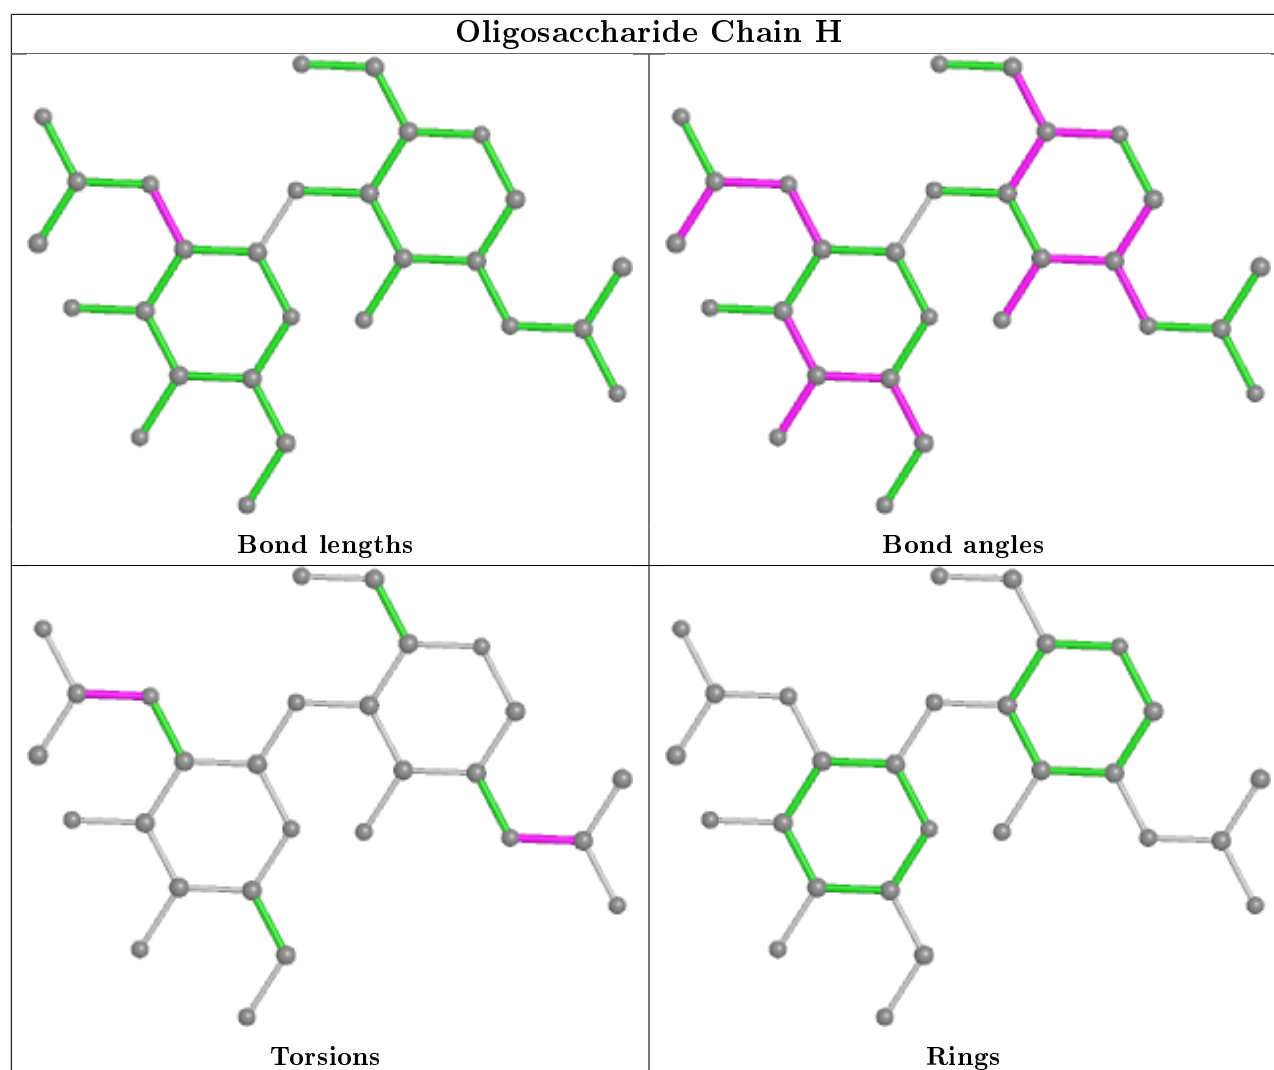 Oligosaccharide Chain H
Bond lengths
Bond angles
Torsions
Rings